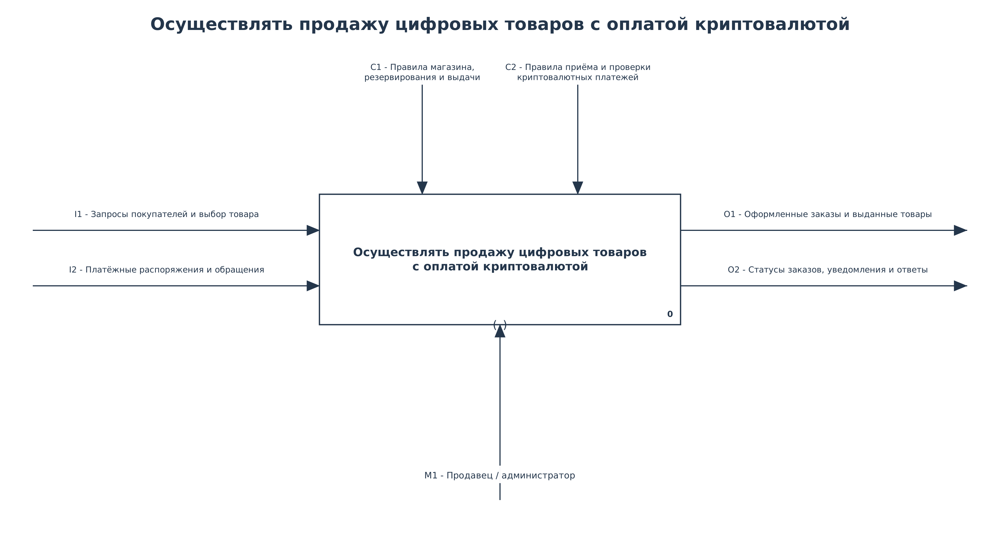 Осуществлять продажу цифровых товаров с оплатой криптовалютой
C1 - Правила магазина,
резервирования и выдачи
C2 - Правила приёма и проверки
криптовалютных платежей
I1 - Запросы покупателей и выбор товара
O1 - Оформленные заказы и выданные товары
Осуществлять продажу цифровых товаров
с оплатой криптовалютой
I2 - Платёжные распоряжения и обращения
O2 - Статусы заказов, уведомления и ответы
0
( )
M1 - Продавец / администратор